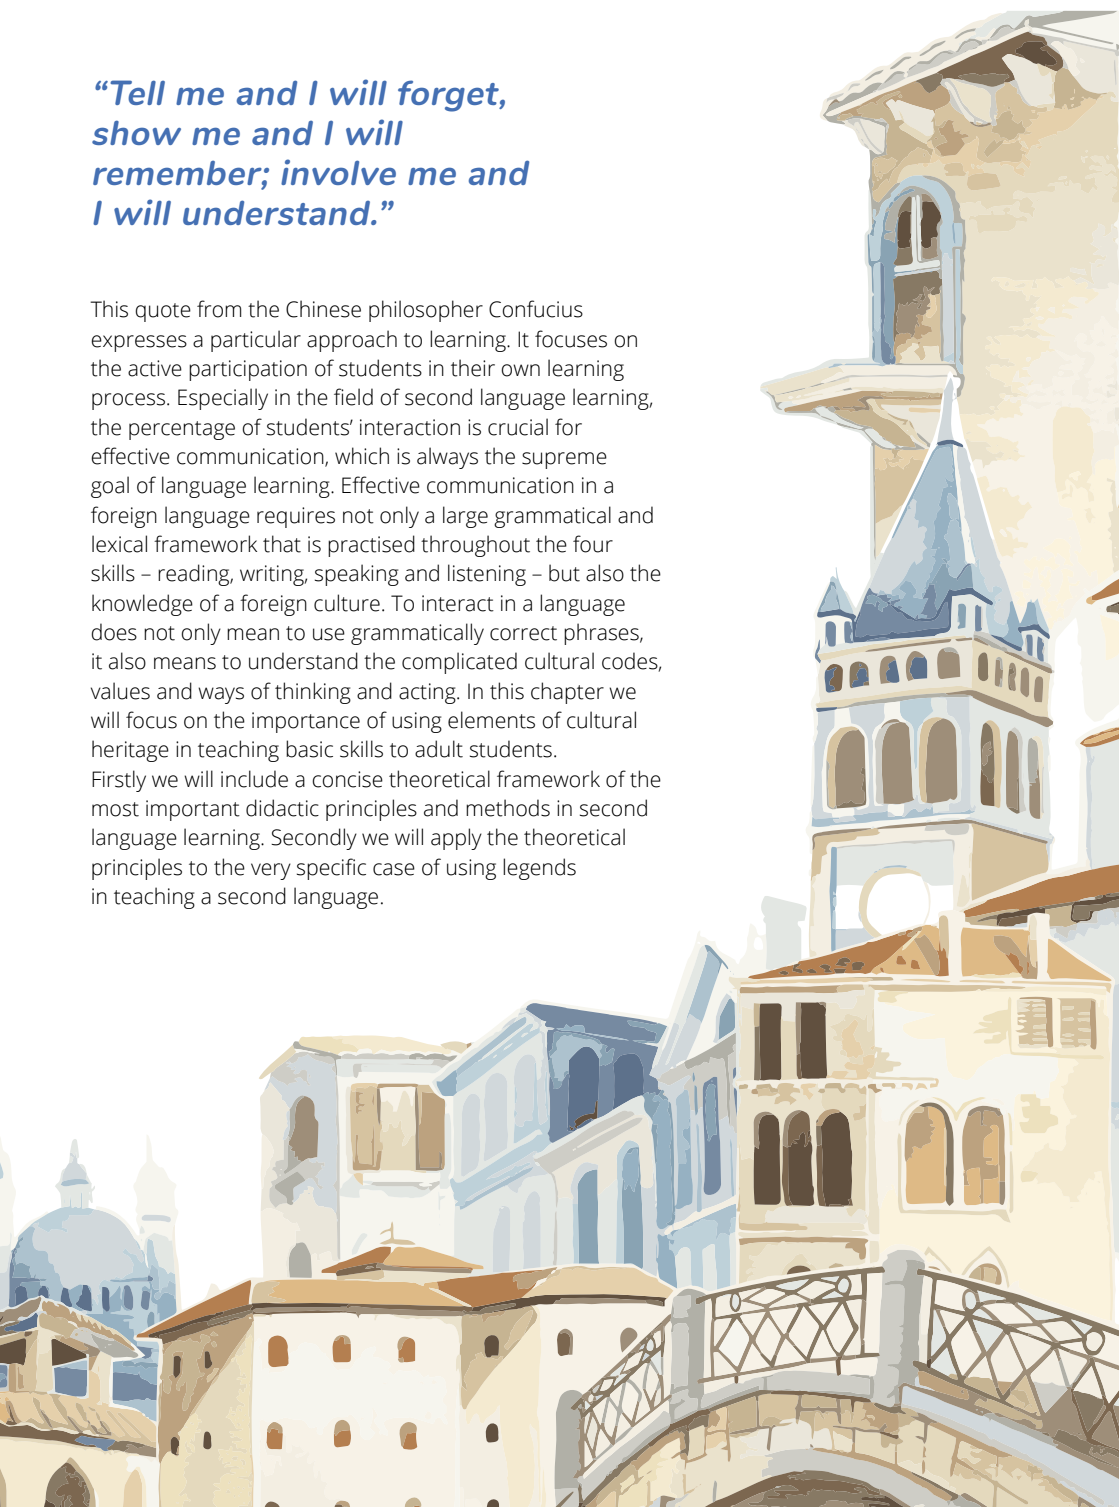 “Tell me and I will forget,
show me and I will
remember; involve me and
I will understand.”
This quote from the Chinese philosopher Confucius
expresses a particular approach to learning. It focuses on
the active participation of students in their own learning
process. Especially in the field of second language learning,
the percentage of students’ interaction is crucial for
effective communication, which is always the supreme
goal of language learning. Effective communication in a
foreign language requires not only a large grammatical and
lexical framework that is practised throughout the four
skills – reading, writing, speaking and listening – but also the
knowledge of a foreign culture. To interact in a language
does not only mean to use grammatically correct phrases,
it also means to understand the complicated cultural codes,
values and ways of thinking and acting. In this chapter we
will focus on the importance of using elements of cultural
heritage in teaching basic skills to adult students.
Firstly we will include a concise theoretical framework of the
most important didactic principles and methods in second
language learning. Secondly we will apply the theoretical
principles to the very specific case of using legends
in teaching a second language.